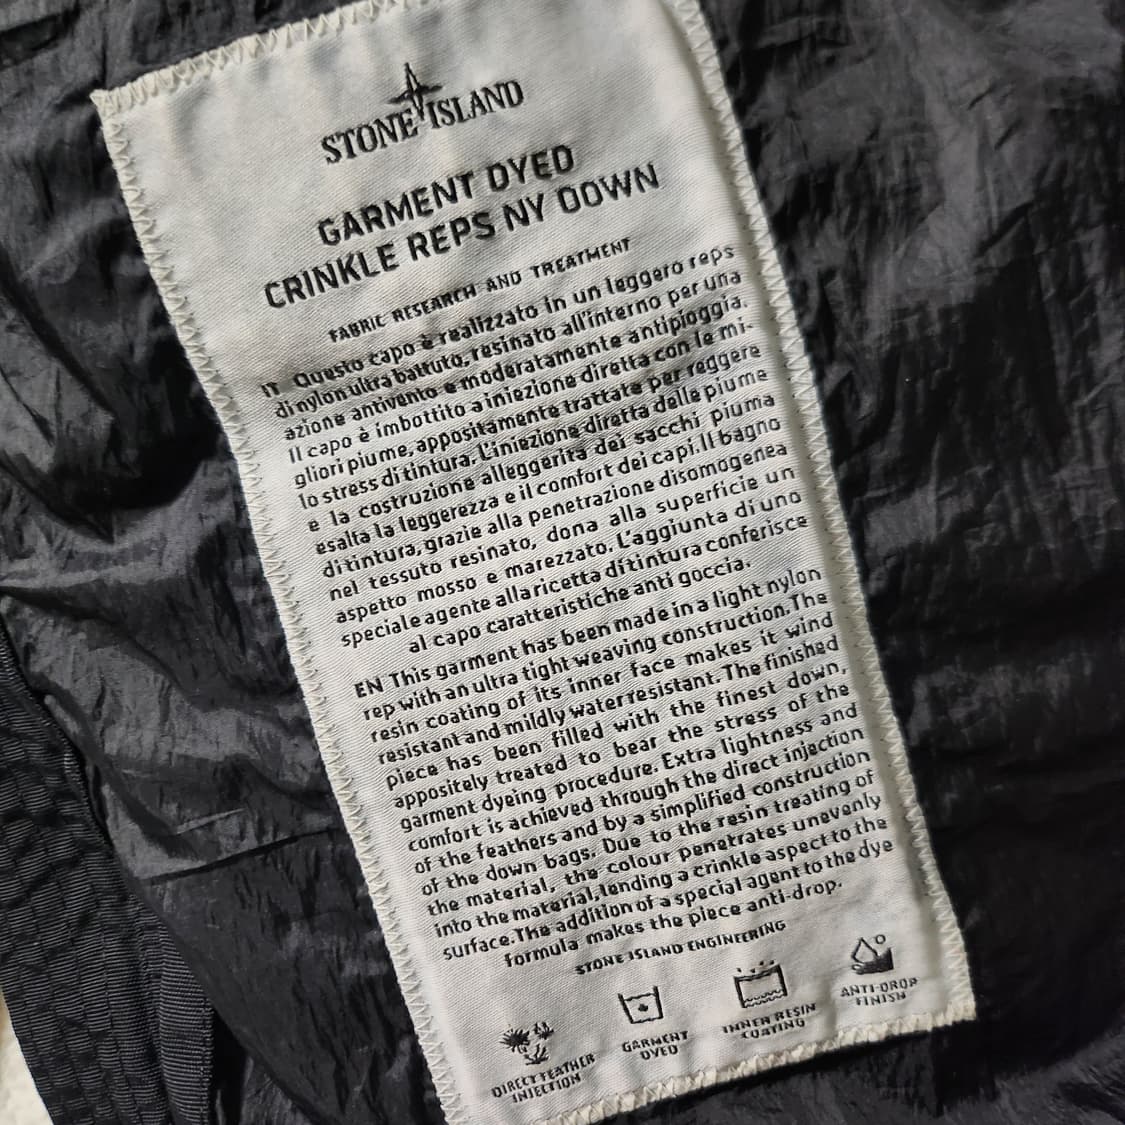 STONE ISLAND
GARMENT DYED
CRINKLE REPS NY DOWN
FABRIC RESEARCH AND TREATMENT
IT Questo capo è realizzato in un leggero reps
di nylon ultra battuto, resinato all'interno per una
azione antivento e moderatamente antipioggia.
Il capo è imbottito a iniezione diretta con le mi-
gliori piume, appositamente trattate per reggere
lo stress di tintura. L'iniezione diretta delle piume
e la costruzione alleggerita dei sacchi piuma
esalta la leggerezza e il comfort dei capi. Il bagno
di tintura, grazie alla penetrazione disomogenea
nel tessuto resinato, dona alla superficie un
aspetto mosso e marezzato. L'aggiunta di uno
speciale agente alla ricetta di tintura conferisce
al capo caratteristiche anti goccia.
EN This garment has been made in a light nylon
rep with an ultra tight weaving construction. The
resin coating of its inner face makes it wind
resistant and mildly water resistant. The finished
piece has been filled with the finest down,
appositely treated to bear the stress of the
garment dyeing procedure. Extra lightness and
comfort is achieved through the direct injection
of the feathers and by a simplified construction
of the down bags. Due to the resin treating of
the material, the colour penetrates unevenly
into the material, lending a crinkle aspect to the
surface. The addition of a special agent to the dye
formula makes the piece anti-drop.
STONE ISLAND ENGINEERING
DIRECT FEATHER
INJECTION
GARMENT
DYED
INNER RESIN
COATING
ANTI-DROP
FINISH